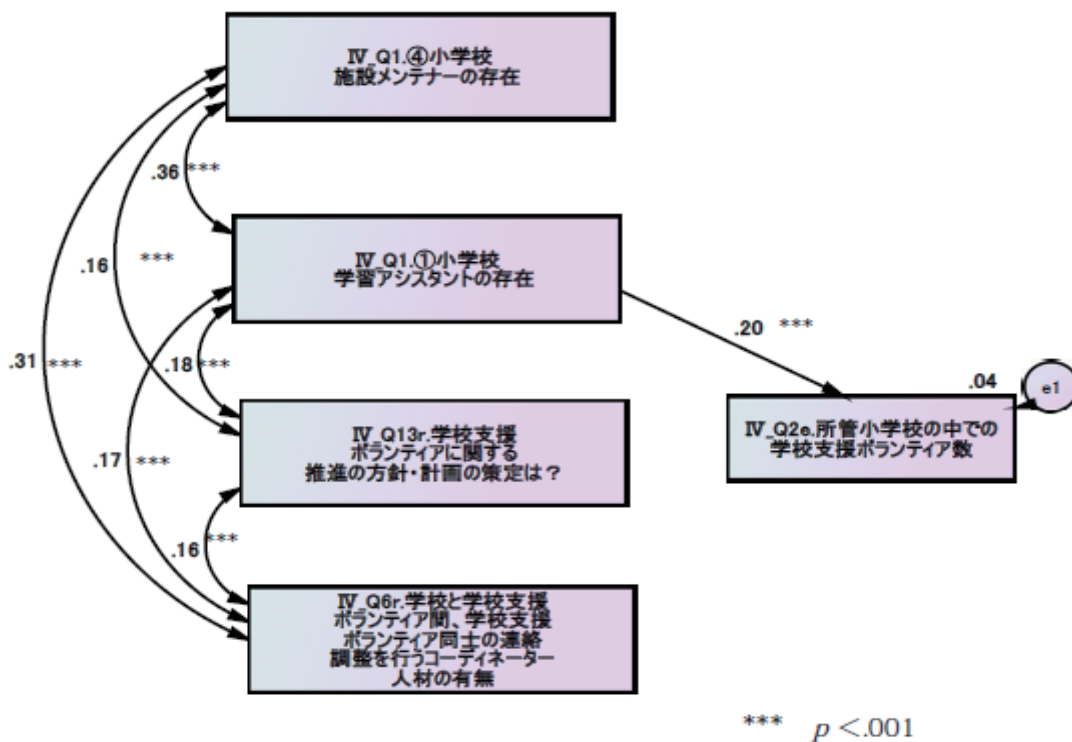 Ⅳ_Q1.④小学校
施設メンテナーの存在
.36 ***
.16 ***
Ⅳ_Q1.①小学校
学習アシスタントの存在
.20 ***
.31 ***
.18 ***
.04
e1
Ⅳ_Q13r.学校支援
ボランティアに関する
推進の方針・計画の策定は？
Ⅳ_Q2e.所管小学校の中での
学校支援ボランティア数
.17 ***
.16 ***
Ⅳ_Q6r.学校と学校支援
ボランティア間、学校支援
ボランティア同士の連絡
調整を行うコーディネーター
人材の有無
*** p <.001